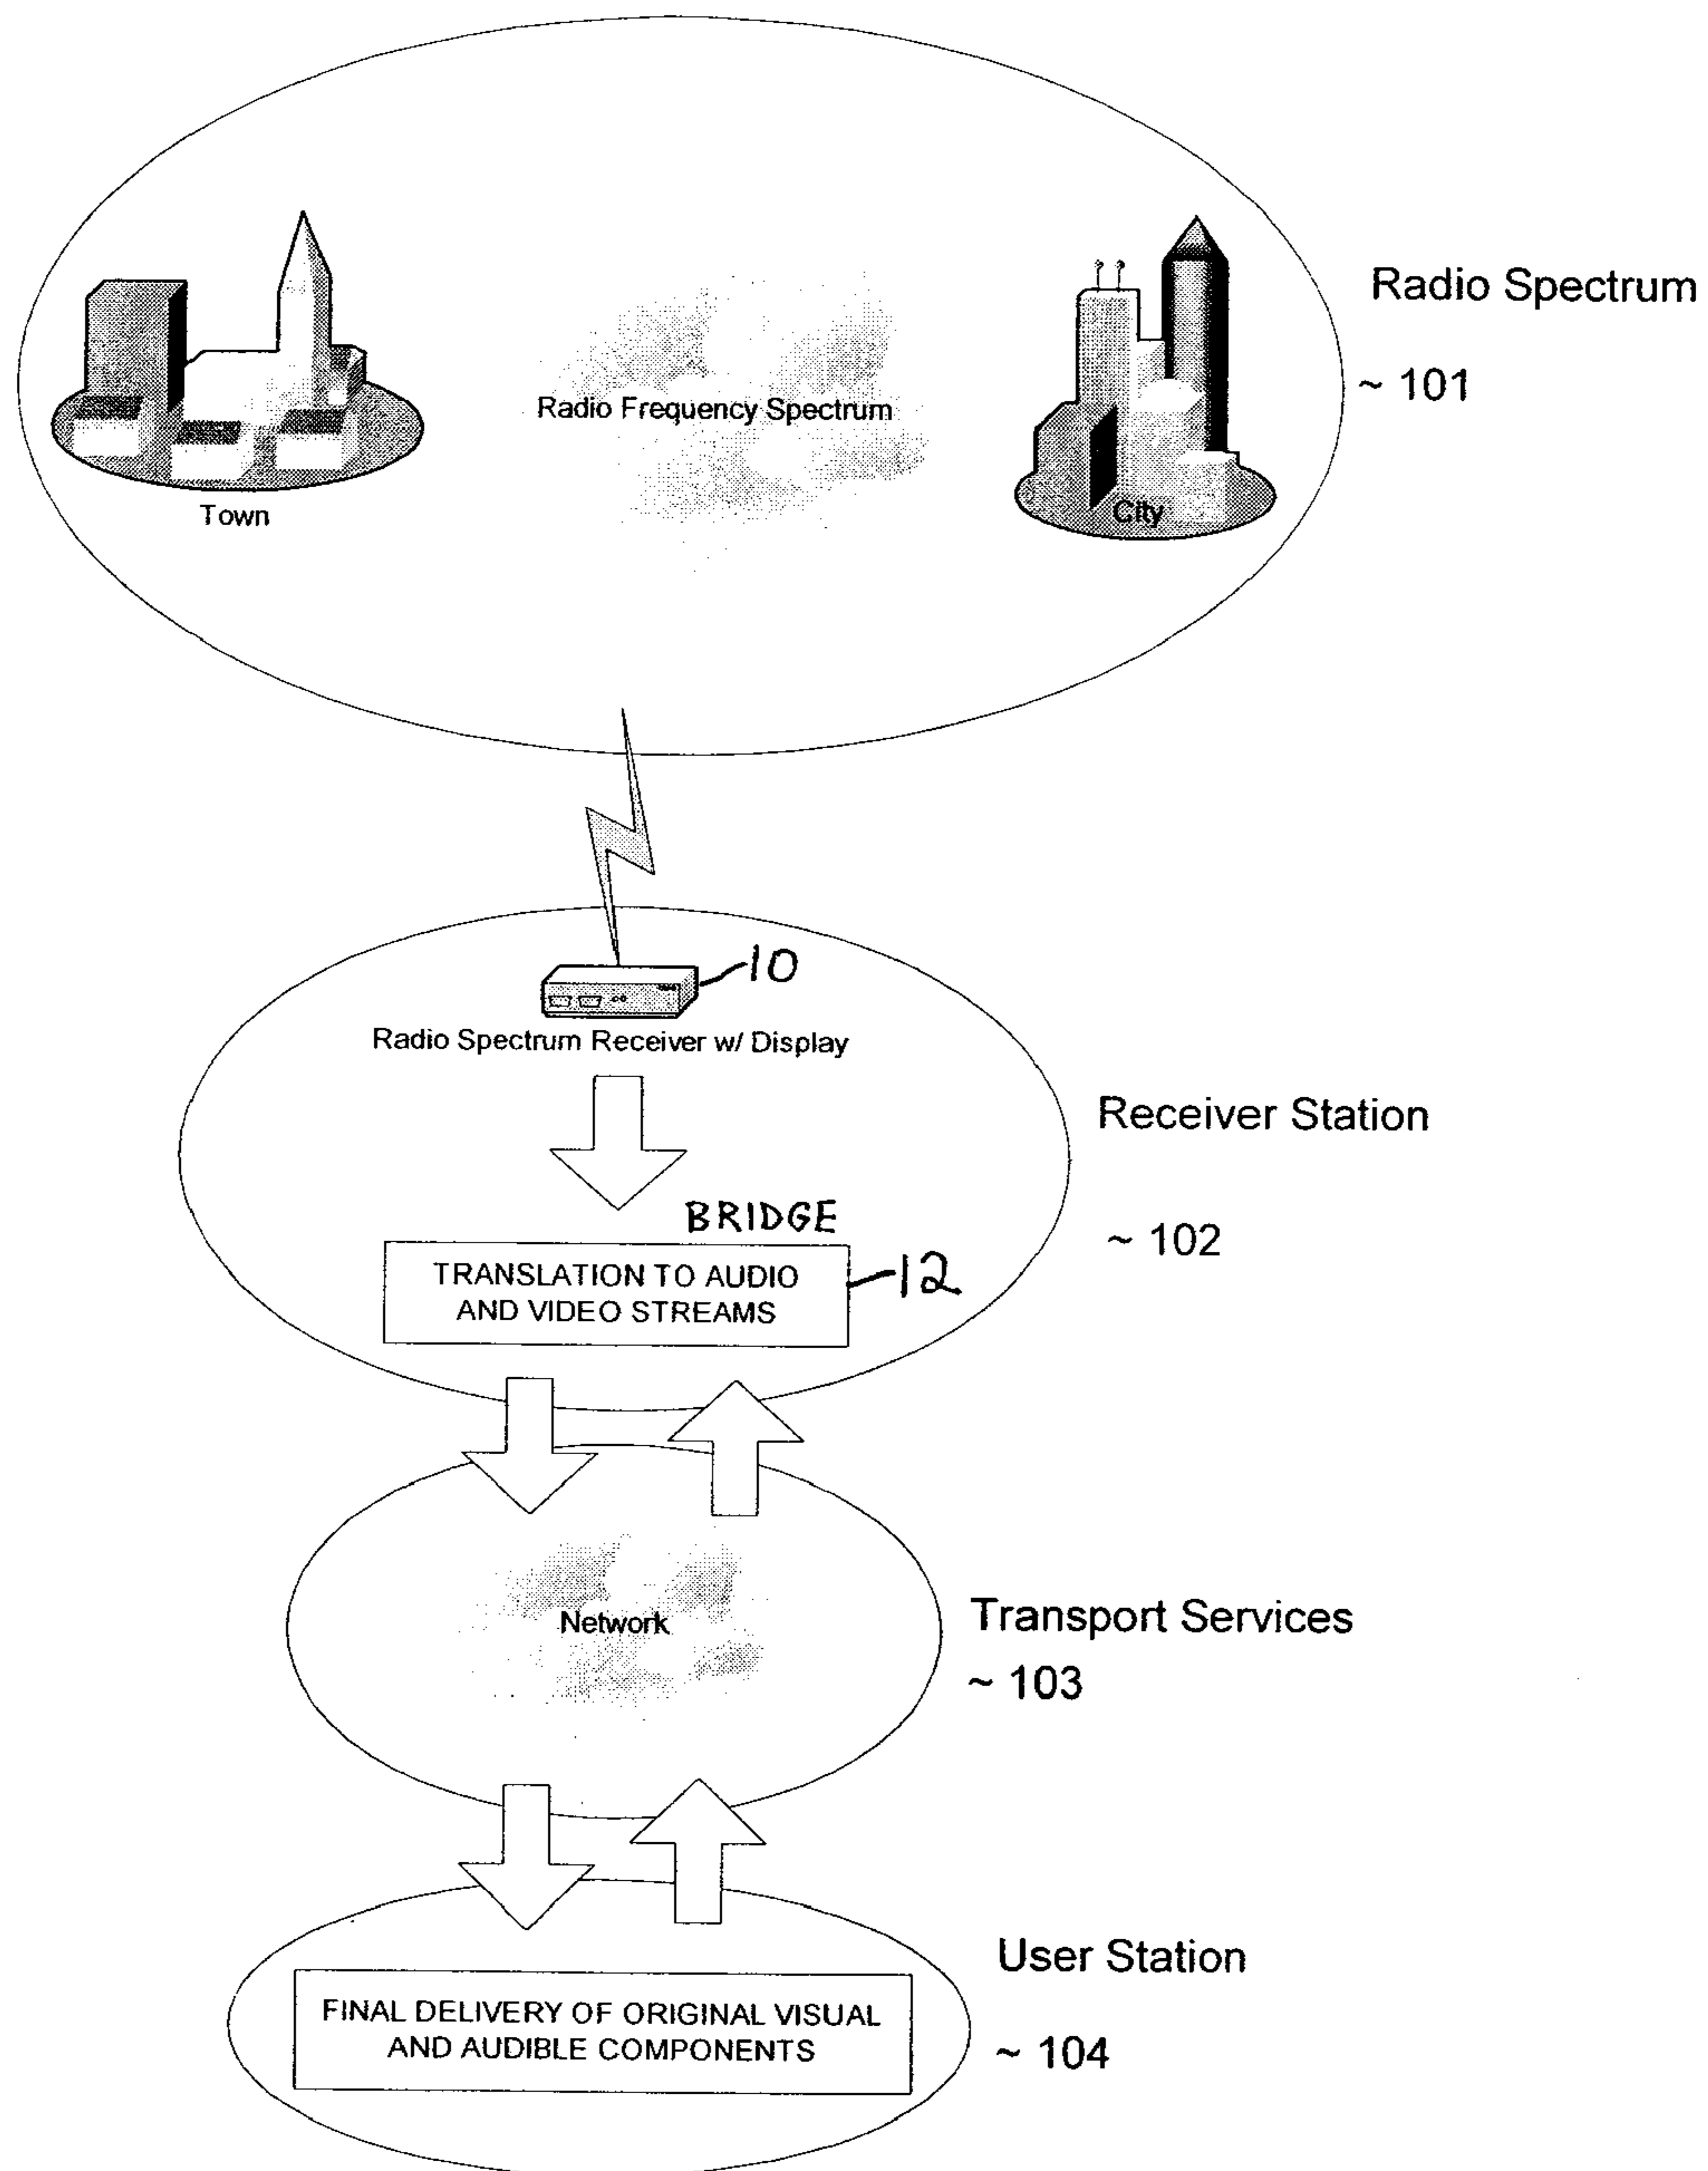 Radio Spectrum
~ 101
Radio Frequency Spectrum
Town
City
10
Radio Spectrum Receiver w/ Display
Receiver Station
~ 102
BRIDGE
12
TRANSLATION TO AUDIO
AND VIDEO STREAMS
Network
Transport Services
~ 103
User Station
~ 104
FINAL DELIVERY OF ORIGINAL VISUAL
AND AUDIBLE COMPONENTS